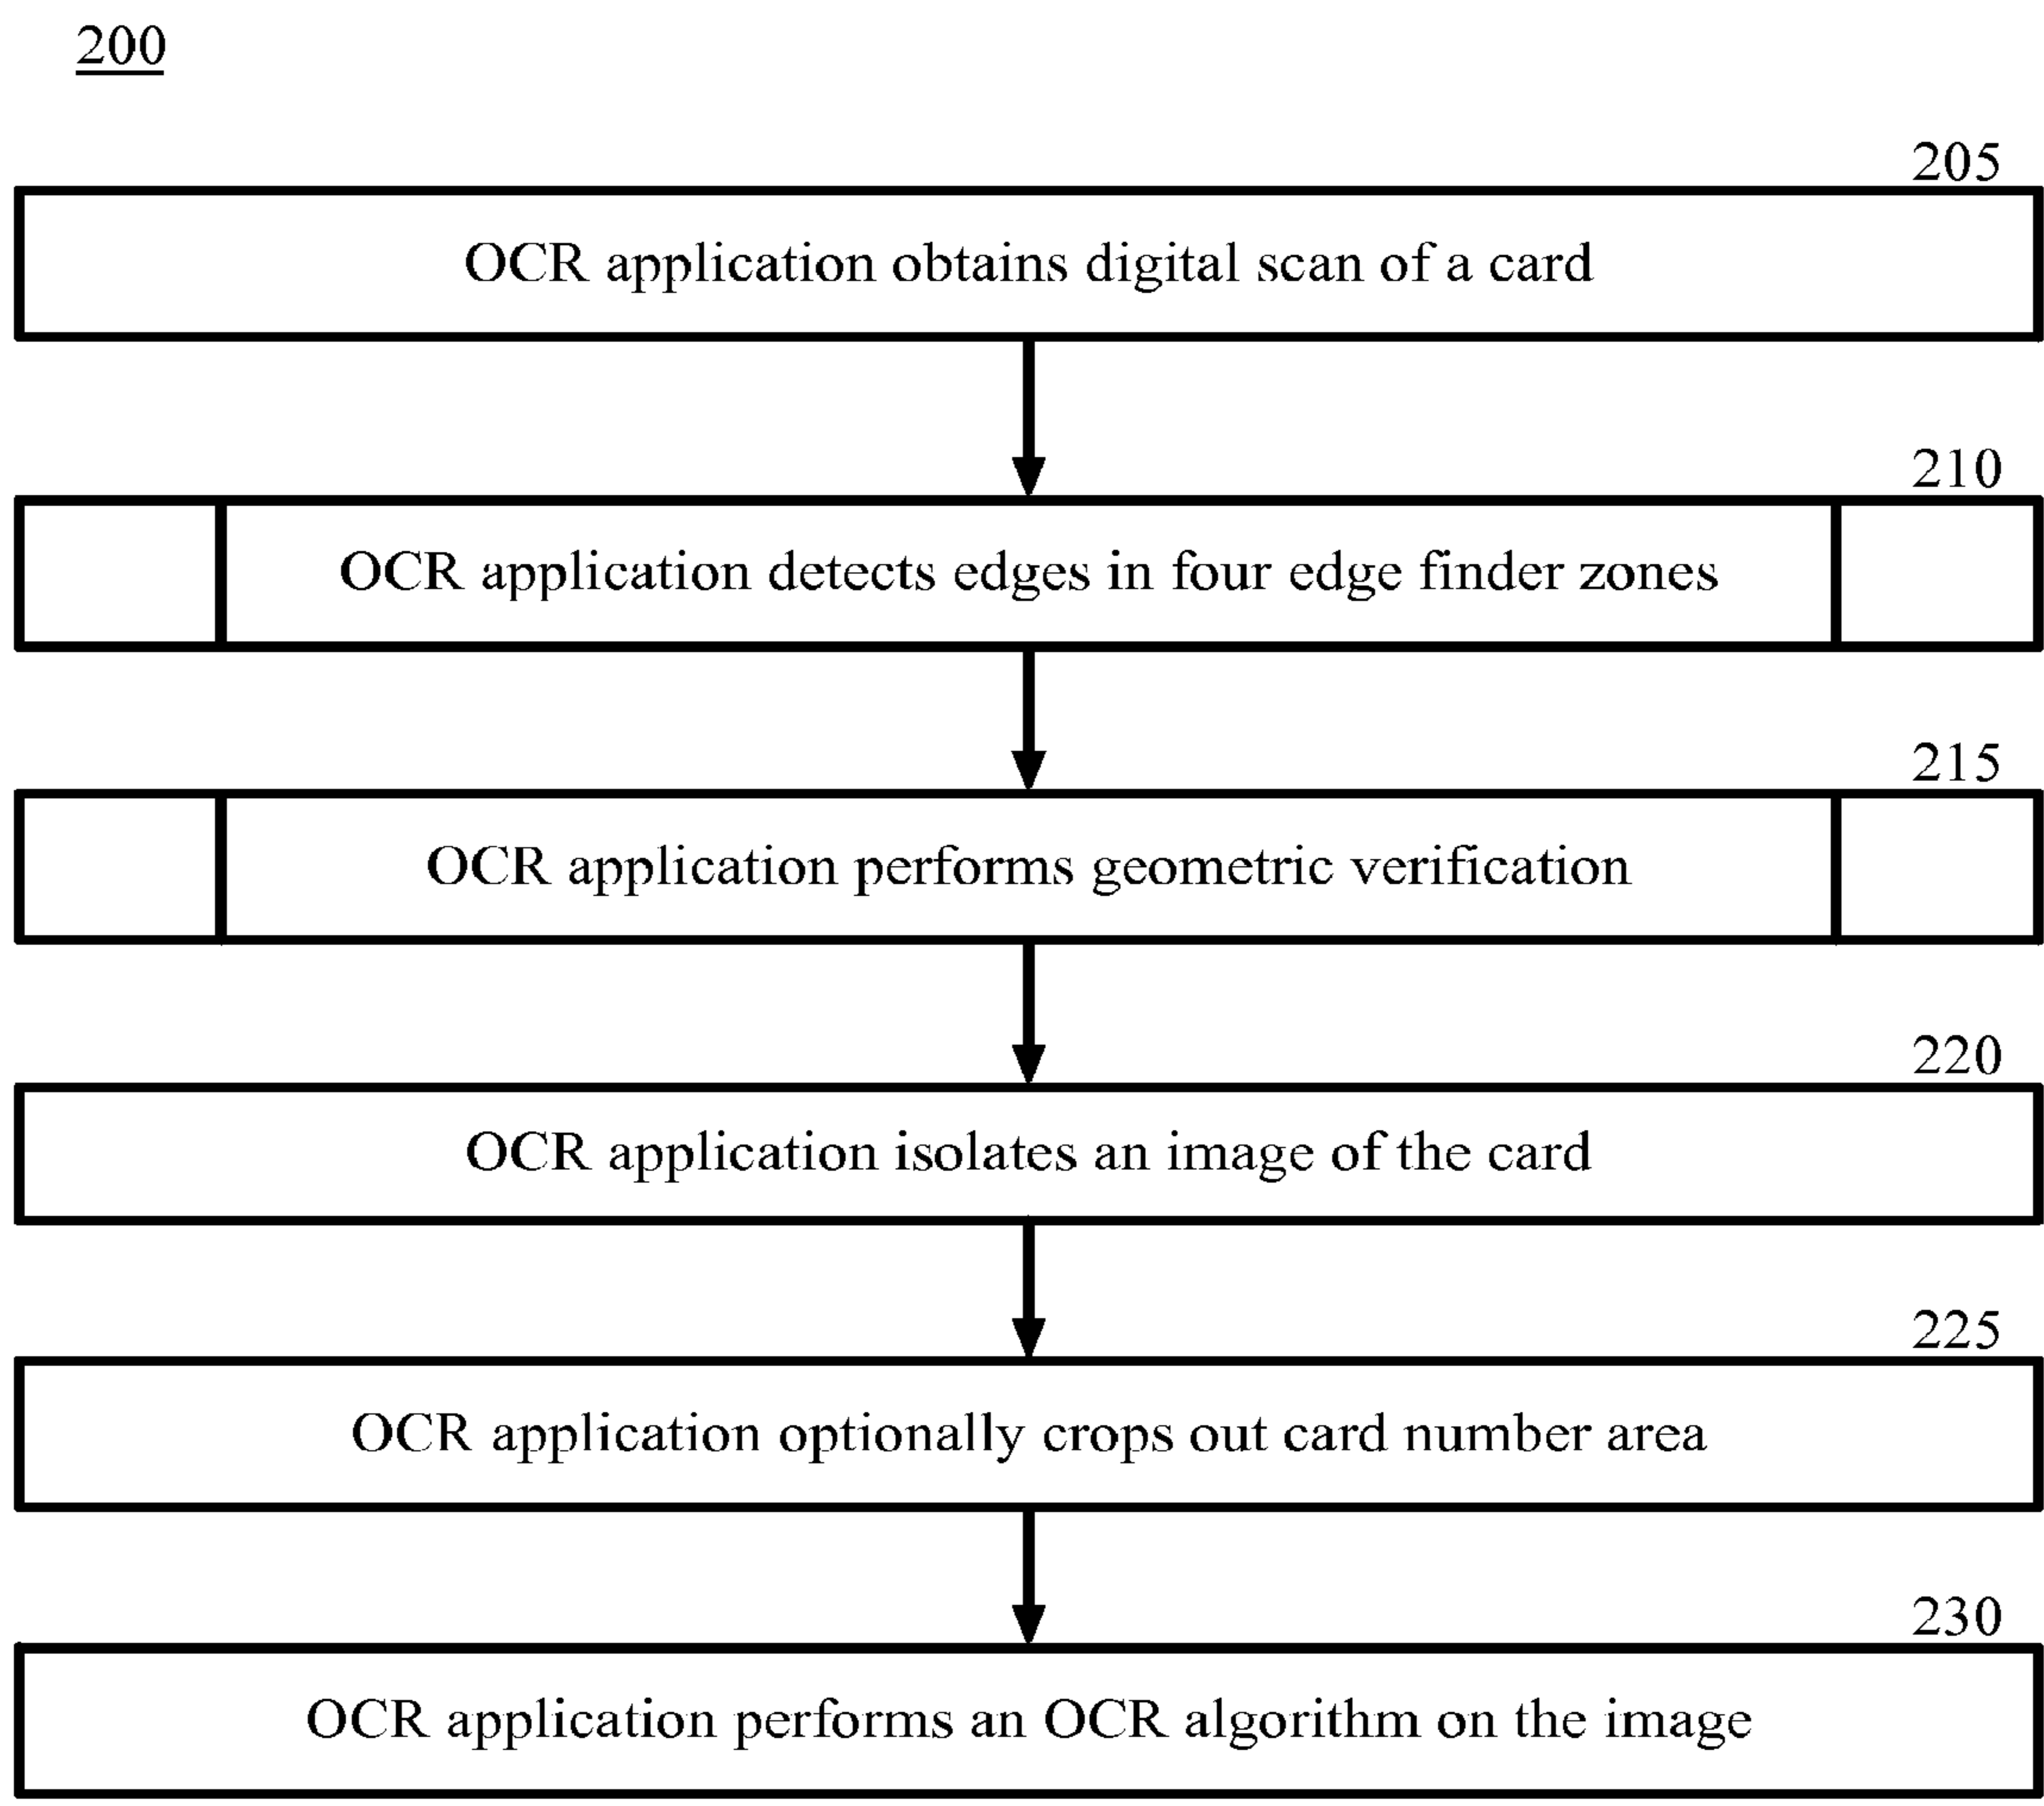 200
205
OCR application obtains digital scan of a card
210
OCR application detects edges in four edge finder zones
215
OCR application performs geometric verification
220
OCR application isolates an image of the card
225
OCR application optionally crops out card number area
230
OCR application performs an OCR algorithm on the image